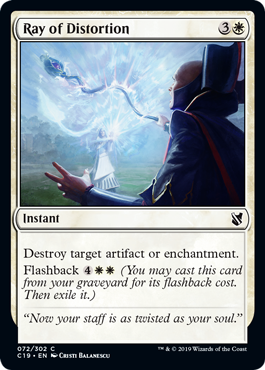 Ray of Distortion 3
Instant
Destroy target artifact or enchantment.
Flashback 4 (You may cast this card
from your graveyard for its flashback cost.
Then exile it.)
"Now your staff is as twisted as your soul."
072/302 C
C19 • EN Cristi Balanescu
™ & © 2019 Wizards of the Coast